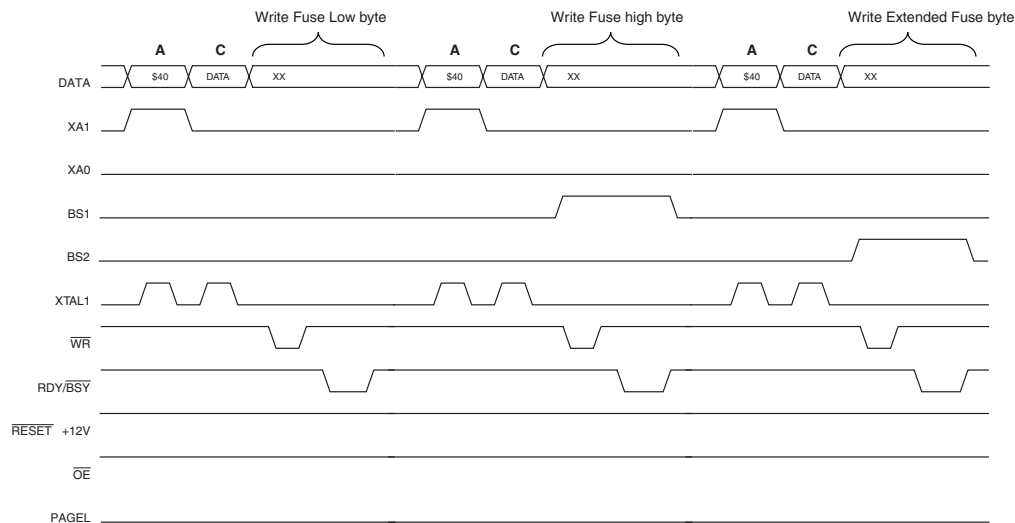 Write Fuse Low byte Write Fuse high byte Write Extended Fuse byte
A C A C A C
DATA $40 DATA XX $40 DATA XX $40 DATA XX
XA1
XA0
BS1
BS2
XTAL1
WR
RDY/BSY
RESET +12V
OE
PAGEL